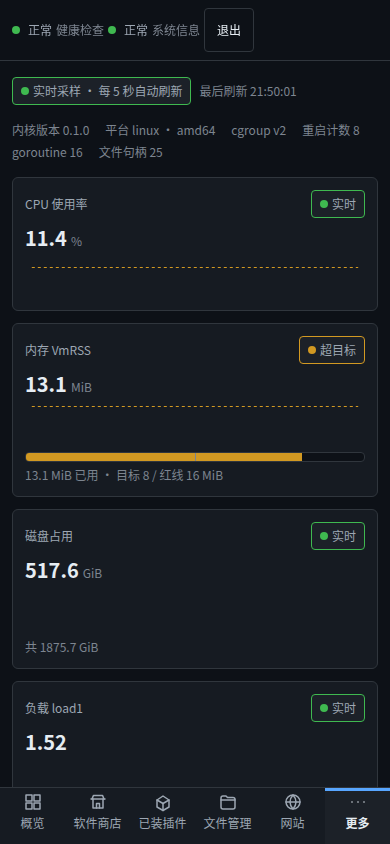 正常 健康检查 正常 系统信息 退出
实时采样 · 每 5 秒自动刷新 最后刷新 21:50:01
内核版本 0.1.0 平台 linux · amd64 cgroup v2 重启计数 8
goroutine 16 文件句柄 25
CPU 使用率 实时
11.4 %
内存 VmRSS 超目标
13.1 MiB
13.1 MiB 已用 · 目标 8 / 红线 16 MiB
磁盘占用 实时
517.6 GiB
共 1875.7 GiB
负载 load1 实时
1.52
概览 软件商店 已装插件 文件管理 网站 更多